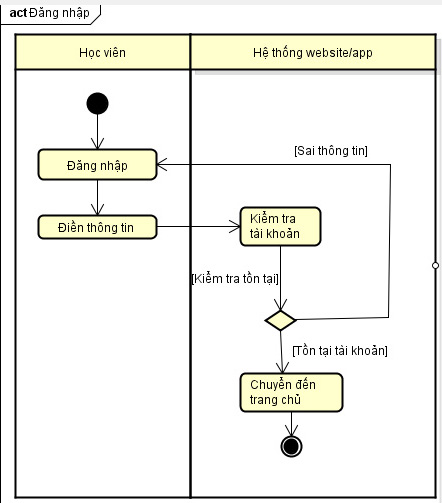 act Đăng nhập
Học viên
Hệ thống website/app
[Sai thông tin]
Đăng nhập
Điền thông tin
Kiểm tra
tài khoản
[Kiểm tra tồn tại]
[Tồn tại tài khoản]
Chuyển đến
trang chủ